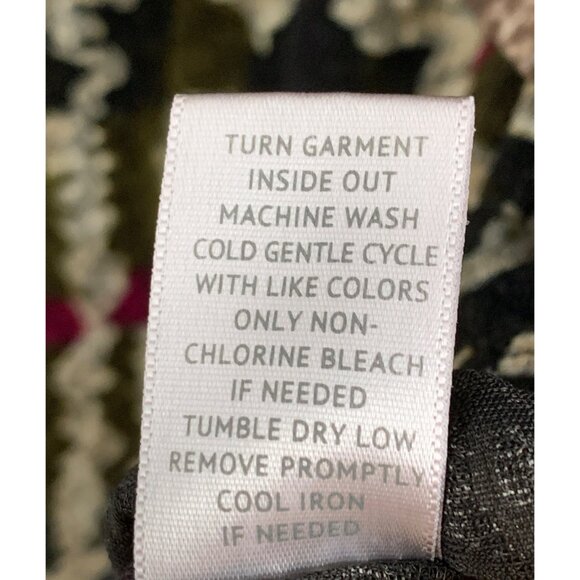 TURN GARMENT
INSIDE OUT
MACHINE WASH
COLD GENTLE CYCLE
WITH LIKE COLORS
ONLY NON-
CHLORINE BLEACH
IF NEEDED
TUMBLE DRY LOW
REMOVE PROMPTLY
COOL IRON
IF NEEDED